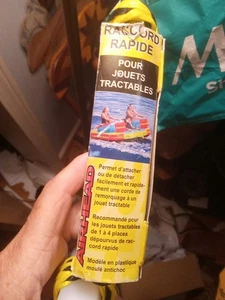 RACCORD
RAPIDE
POUR
JOUETS
TRACTABLES
AIRHEAD
Permet d'attacher
ou de détacher
facilement et rapide-
ment une corde de
remorquage à un
jouet tractable
Recommandé pour
les jouets tractables
de 1 à 4 places
dépourvus de rac-
cord rapide
Modèle en plastique
moulé antichoc